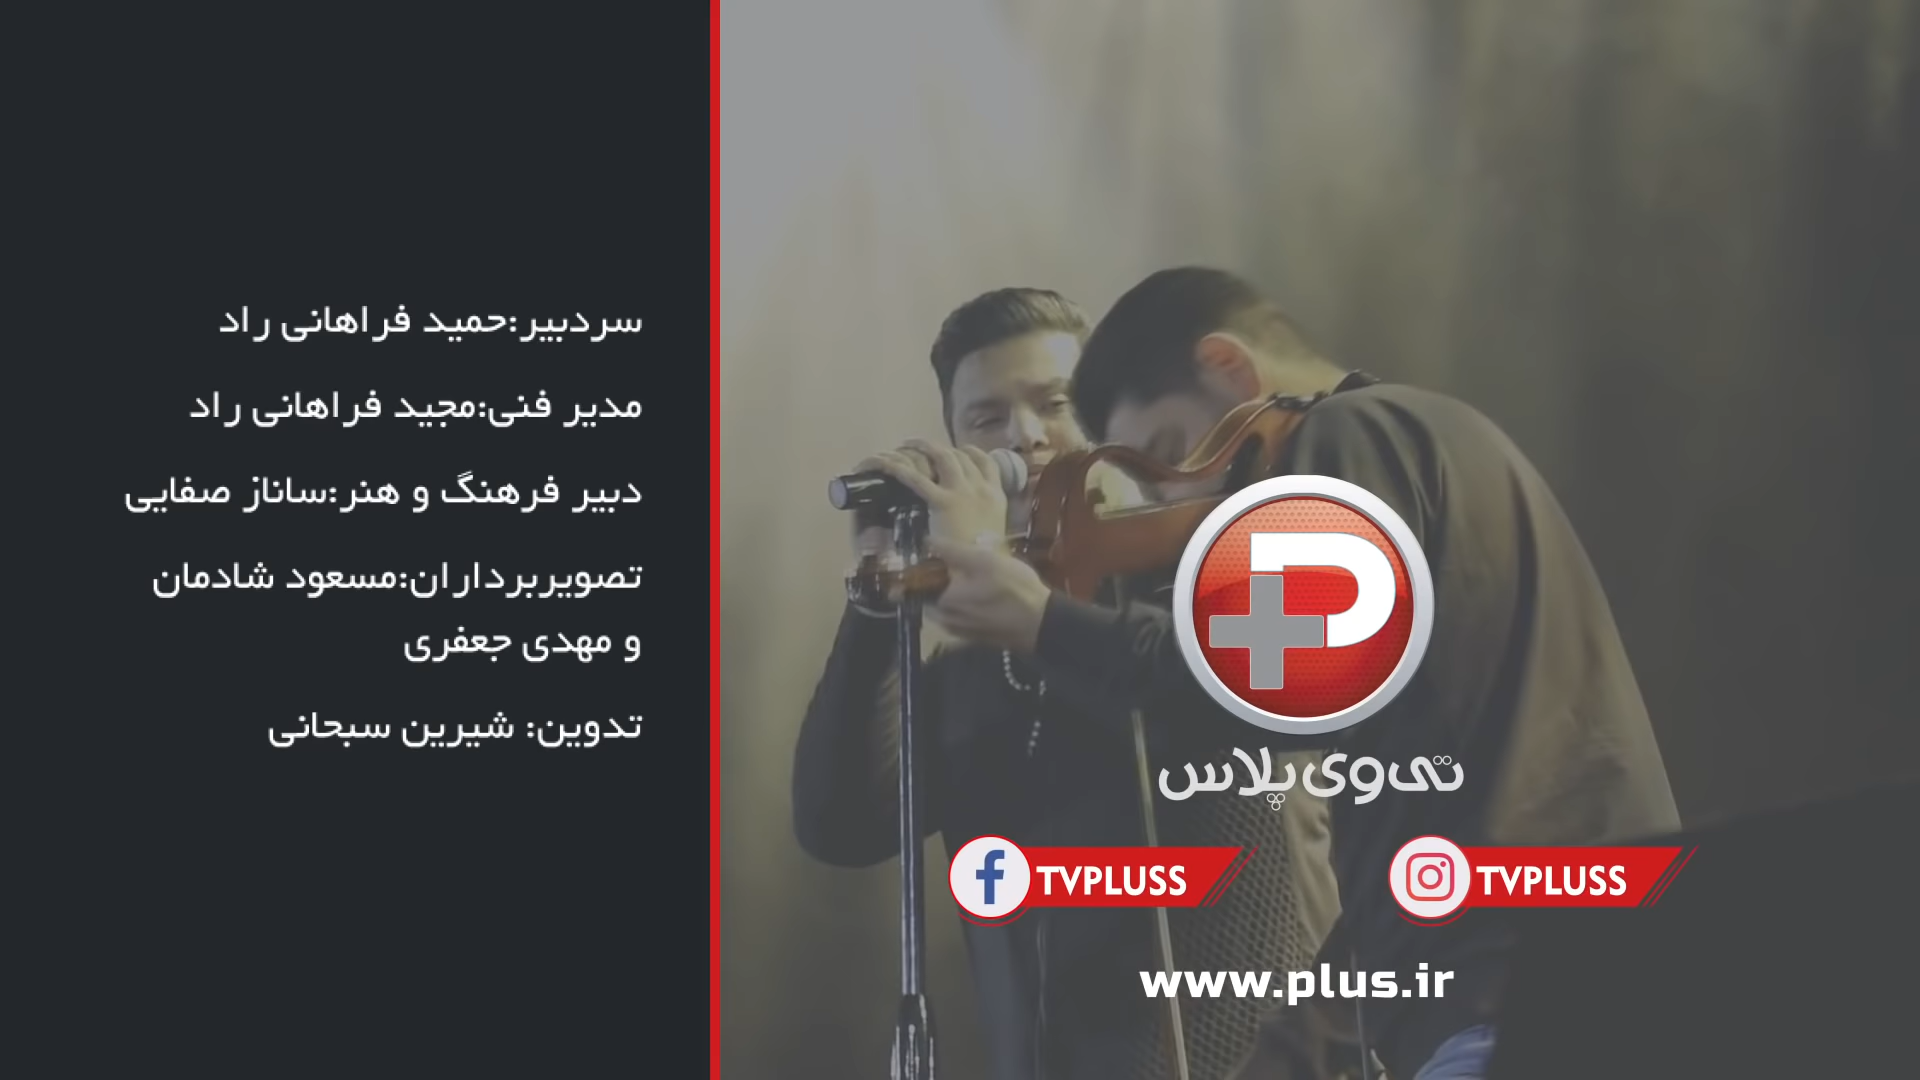 سردبیر:حمید فراهانی راد
مدیر فنی:مجید فراهانی راد
دبیر فرهنگ و هنر:ساناز صفایی
تصویربرداران:مسعود شادمان
و مهدی جعفری
تدوین: شیرین سبحانی
تی‌وی‌پلاس
TVPLUSS
TVPLUSS
www.plus.ir